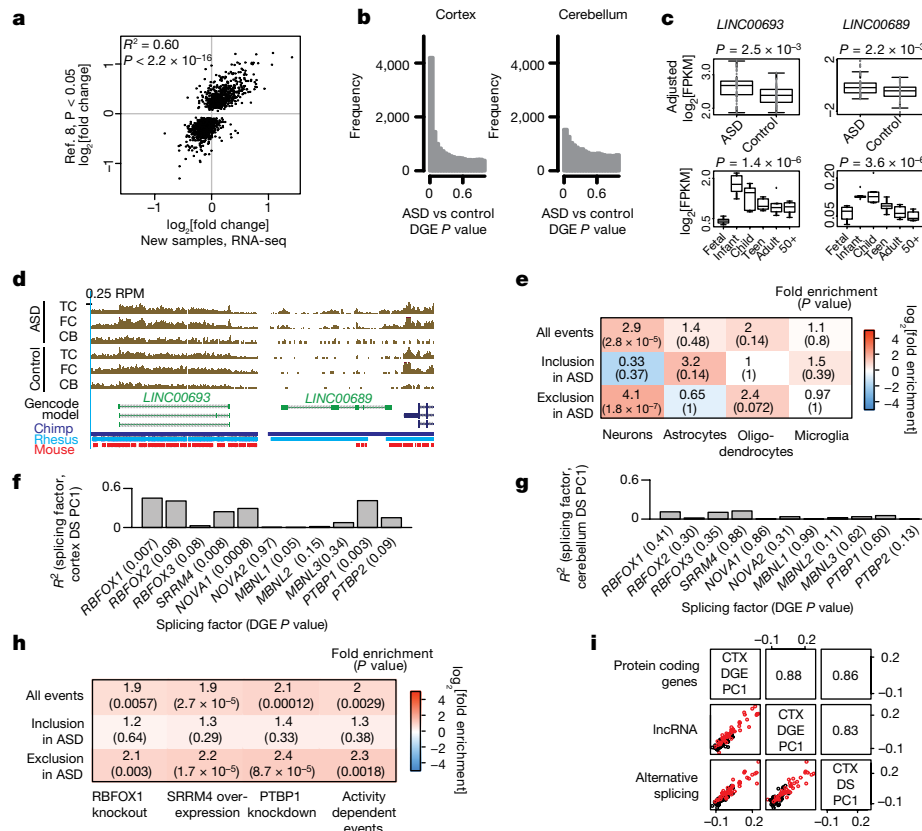 a
R² = 0.60
P < 2.2 × 10⁻¹⁶
Ref. 8, P < 0.05
log₂[fold change]
1
0
−1
−1
0
1
log₂[fold change]
New samples, RNA-seq
b
Cortex
Cerebellum
Frequency
4,000
2,000
0
0
0.6
ASD vs control
DGE P value
Frequency
4,000
2,000
0
0
0.6
ASD vs control
DGE P value
c
LINC00693
LINC00689
P = 2.5 × 10⁻³
P = 2.2 × 10⁻³
Adjusted
log₂[FPKM]
3.0
2.0
2
−2
ASD
Control
ASD
Control
P = 1.4 × 10⁻⁶
P = 3.6 × 10⁻⁶
log₂[FPKM]
2.0
0.5
0.20
0.05
Fetal
Infant
Child
Teen
Adult
50+
Fetal
Infant
Child
Teen
Adult
50+
d
0.25 RPM
ASD
TC
FC
CB
Control
TC
FC
CB
LINC00693
LINC00689
Gencode
model
Chimp
Rhesus
Mouse
e
Fold enrichment
(P value)
All events
2.9 1.4 2 1.1
(2.8 × 10⁻⁵) (0.48) (0.14) (0.8)
Inclusion
in ASD
0.33 3.2 1 1.5
(0.37) (0.14) (1) (0.39)
Exclusion
in ASD
4.1 0.65 2.4 0.97
(1.8 × 10⁻⁷) (1) (0.072) (1)
Neurons Astrocytes Oligo-
dendrocytes
Microglia
4
2
0
−2
−4
log₂[fold enrichment]
f
0.6
0
R² (splicing factor,
cortex DS PC1)
RBFOX1 (0.007)
RBFOX2 (0.08)
RBFOX3 (0.08)
SRRM4 (0.008)
NOVA1 (0.0008)
NOVA2 (0.97)
MBNL1 (0.05)
MBNL2 (0.15)
MBNL3 (0.34)
PTBP1 (0.003)
PTBP2 (0.09)
Splicing factor (DGE P value)
g
0.6
0
R² (splicing factor,
cerebellum DS PC1)
RBFOX1 (0.41)
RBFOX2 (0.30)
RBFOX3 (0.35)
SRRM4 (0.88)
NOVA1 (0.86)
NOVA2 (0.31)
MBNL1 (0.99)
MBNL2 (0.11)
MBNL3 (0.62)
PTBP1 (0.60)
PTBP2 (0.13)
Splicing factor (DGE P value)
h
Fold enrichment
(P value)
All events
1.9 1.9 2.1 2
(0.0057) (2.7 × 10⁻⁵) (0.00012) (0.0029)
Inclusion
in ASD
1.2 1.3 1.4 1.3
(0.64) (0.29) (0.33) (0.38)
Exclusion
in ASD
2.1 2.2 2.4 2.3
(0.003) (1.7 × 10⁻⁵) (8.7 × 10⁻⁵) (0.0018)
RBFOX1
knockout
SRRM4 over-
expression
PTBP1
knockdown
Activity
dependent
events
4
2
0
−2
−4
log₂[fold enrichment]
i
−0.1 0.2
−0.1 0.2
Protein coding
genes
CTX
DGE
PC1
0.88
0.86
0.2
−0.1
lncRNA
CTX
DGE
PC1
0.83
0.2
−0.1
Alternative
splicing
CTX
DS
PC1
0.2
−0.1
−0.1 0.2
−0.1 0.2